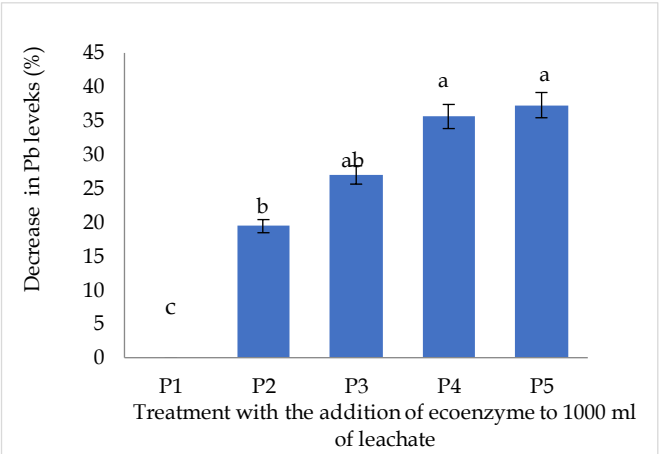 Decrease in Pb leveks (%)
45
40
35
30
25
20
15
10
5
0
c
b
ab
a
a
P1 P2 P3 P4 P5
Treatment with the addition of ecoenzyme to 1000 ml
of leachate